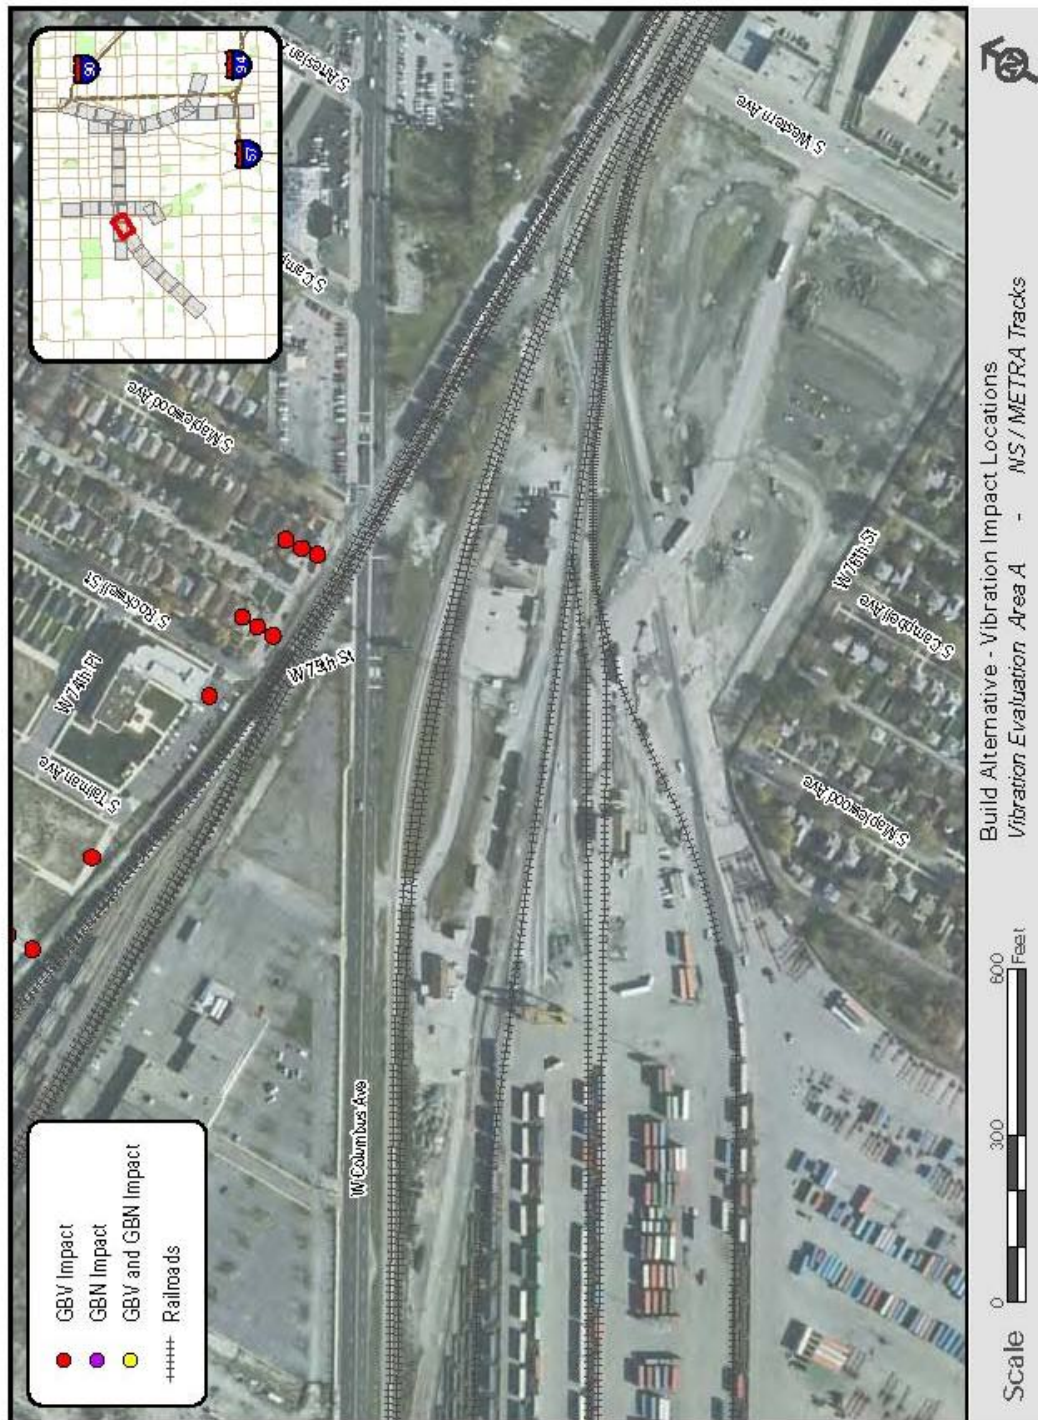 GBV Impact
GBN Impact
GBV and GBN Impact
Railroads
90
94
57
S Artesian
S Camp
S Maplewood Ave
S Rockwell St
W 74th Pl
S Talman Ave
W 75th St
W Columbus Ave
S Western Ave
W 76th St
S Campbell Ave
S Maplewood Ave
Scale
0 300 600
Feet
Build Alternative - Vibration Impact Locations
Vibration Evaluation Area A - NS / METRA Tracks
N